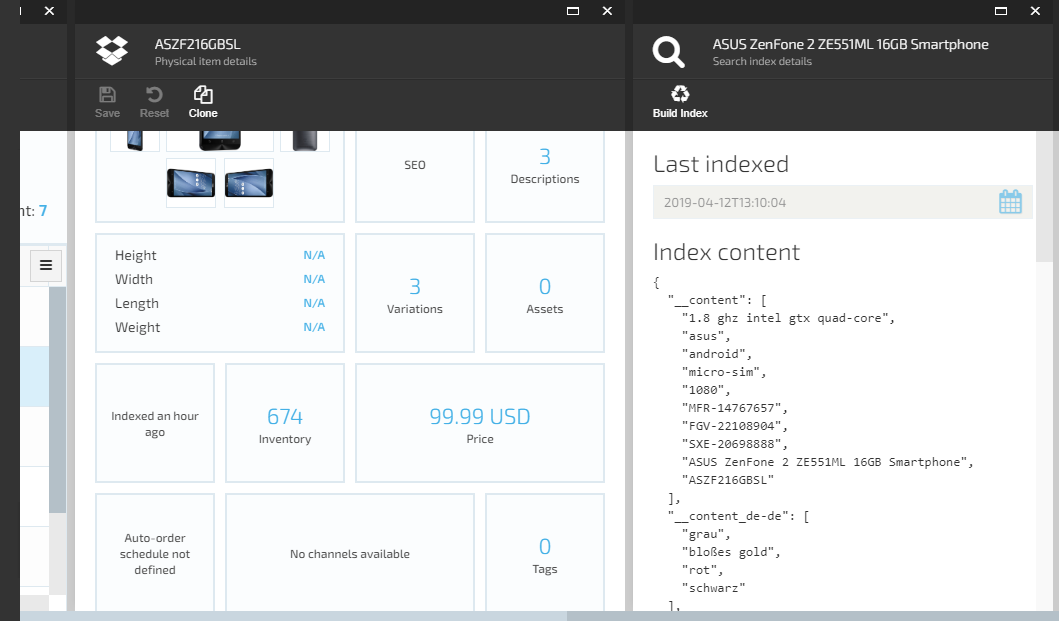 nt: 7
ASZF216GBSL
Physical item details
Save Reset Clone
SEO
3
Descriptions
Height N/A
Width N/A
Length N/A
Weight N/A
3
Variations
0
Assets
Indexed an hour
ago
674
Inventory
99.99 USD
Price
Auto-order
schedule not
defined
No channels available
0
Tags
ASUS ZenFone 2 ZE551ML 16GB Smartphone
Search index details
Build Index
Last indexed
2019-04-12T13:10:04
Index content
{
"__content": [
"1.8 ghz intel gtx quad-core",
"asus",
"android",
"micro-sim",
"1080",
"MFR-14767657",
"FGV-22108904",
"SXE-20698888",
"ASUS ZenFone 2 ZE551ML 16GB Smartphone",
"ASZF216GBSL"
],
"__content_de-de": [
"grau",
"bloßes gold",
"rot",
"schwarz"
],